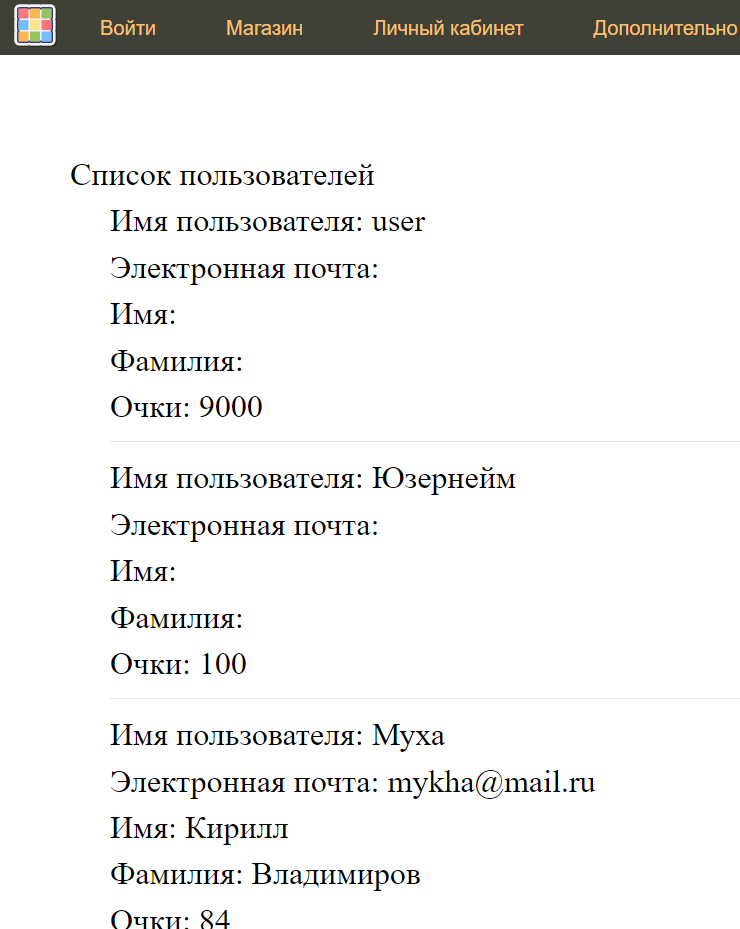 Войти Магазин Личный кабинет Дополнительно
Список пользователей
Имя пользователя: user
Электронная почта:
Имя:
Фамилия:
Очки: 9000
Имя пользователя: Юзернейм
Электронная почта:
Имя:
Фамилия:
Очки: 100
Имя пользователя: Муха
Электронная почта: mykha@mail.ru
Имя: Кирилл
Фамилия: Владимиров
Очки: 84